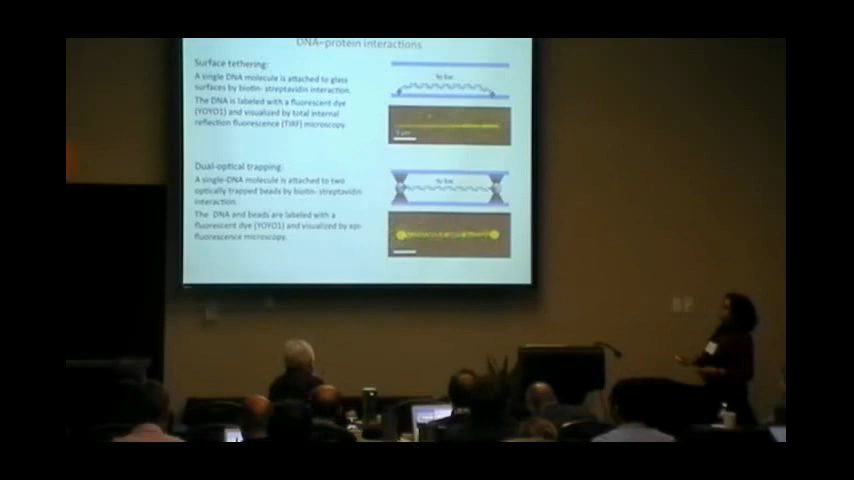 DNA-protein interactions
Surface tethering:
A single DNA molecule is attached to glass
surfaces by biotin- streptavidin interaction.
The DNA is labeled with a fluorescent dye
(YOYO1) and visualized by total internal
reflection fluorescence (TIRF) microscopy
Dual-optical trapping:
A single-DNA molecule is attached to two
optically trapped beads by biotin- streptavidin
interaction.
The DNA and beads are labeled with a
fluorescent dye (YOYO1) and visualized by epi-
fluorescence microscopy.